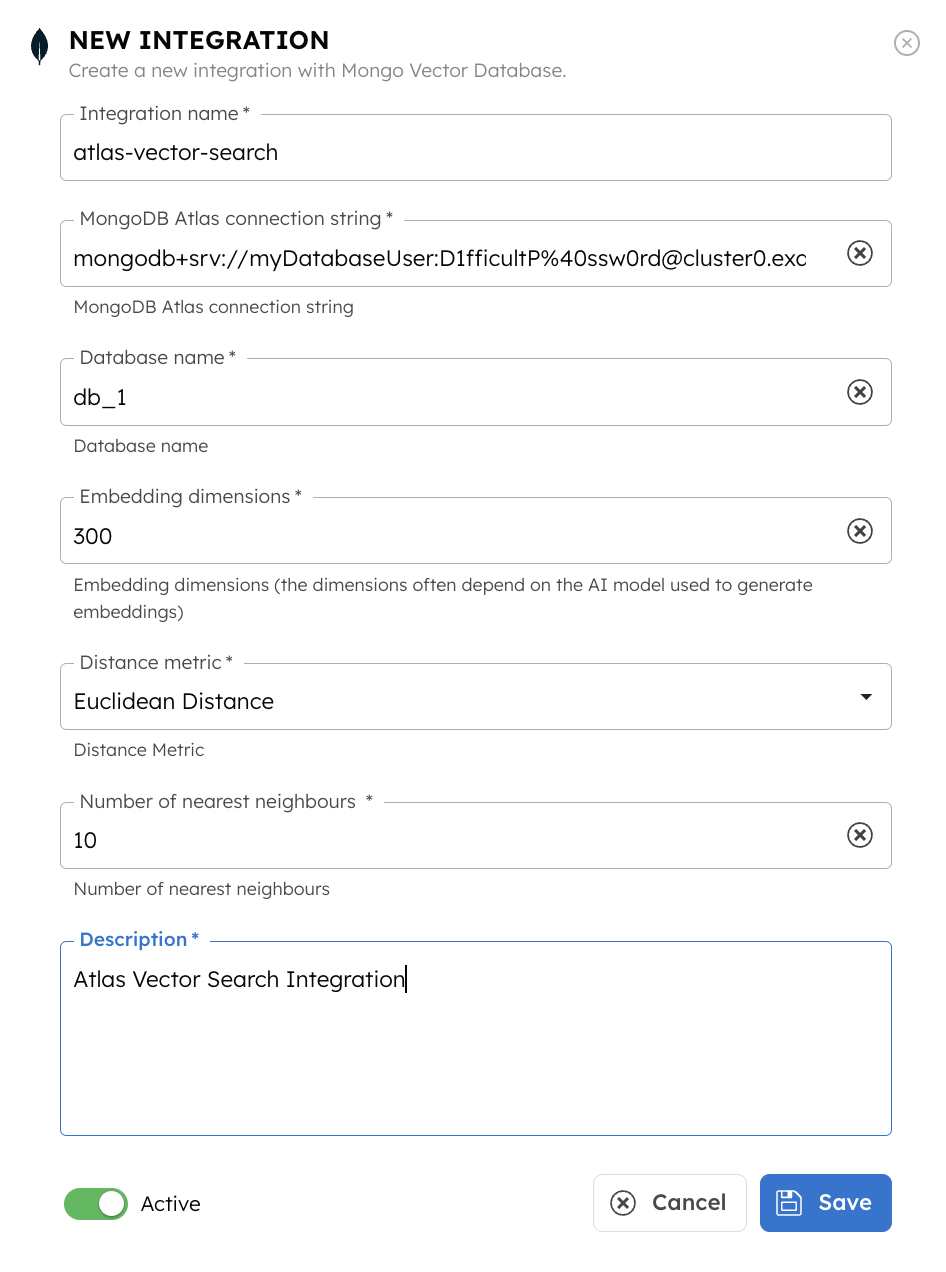 NEW INTEGRATION
Create a new integration with Mongo Vector Database.
Integration name *
atlas-vector-search
MongoDB Atlas connection string *
mongodb+srv://myDatabaseUser:D1fficultP%40ssw0rd@cluster0.exc
MongoDB Atlas connection string
Database name *
db_1
Database name
Embedding dimensions *
300
Embedding dimensions (the dimensions often depend on the AI model used to generate
embeddings)
Distance metric *
Euclidean Distance
Distance Metric
Number of nearest neighbours *
10
Number of nearest neighbours
Description *
Atlas Vector Search Integration
Active
Cancel
Save